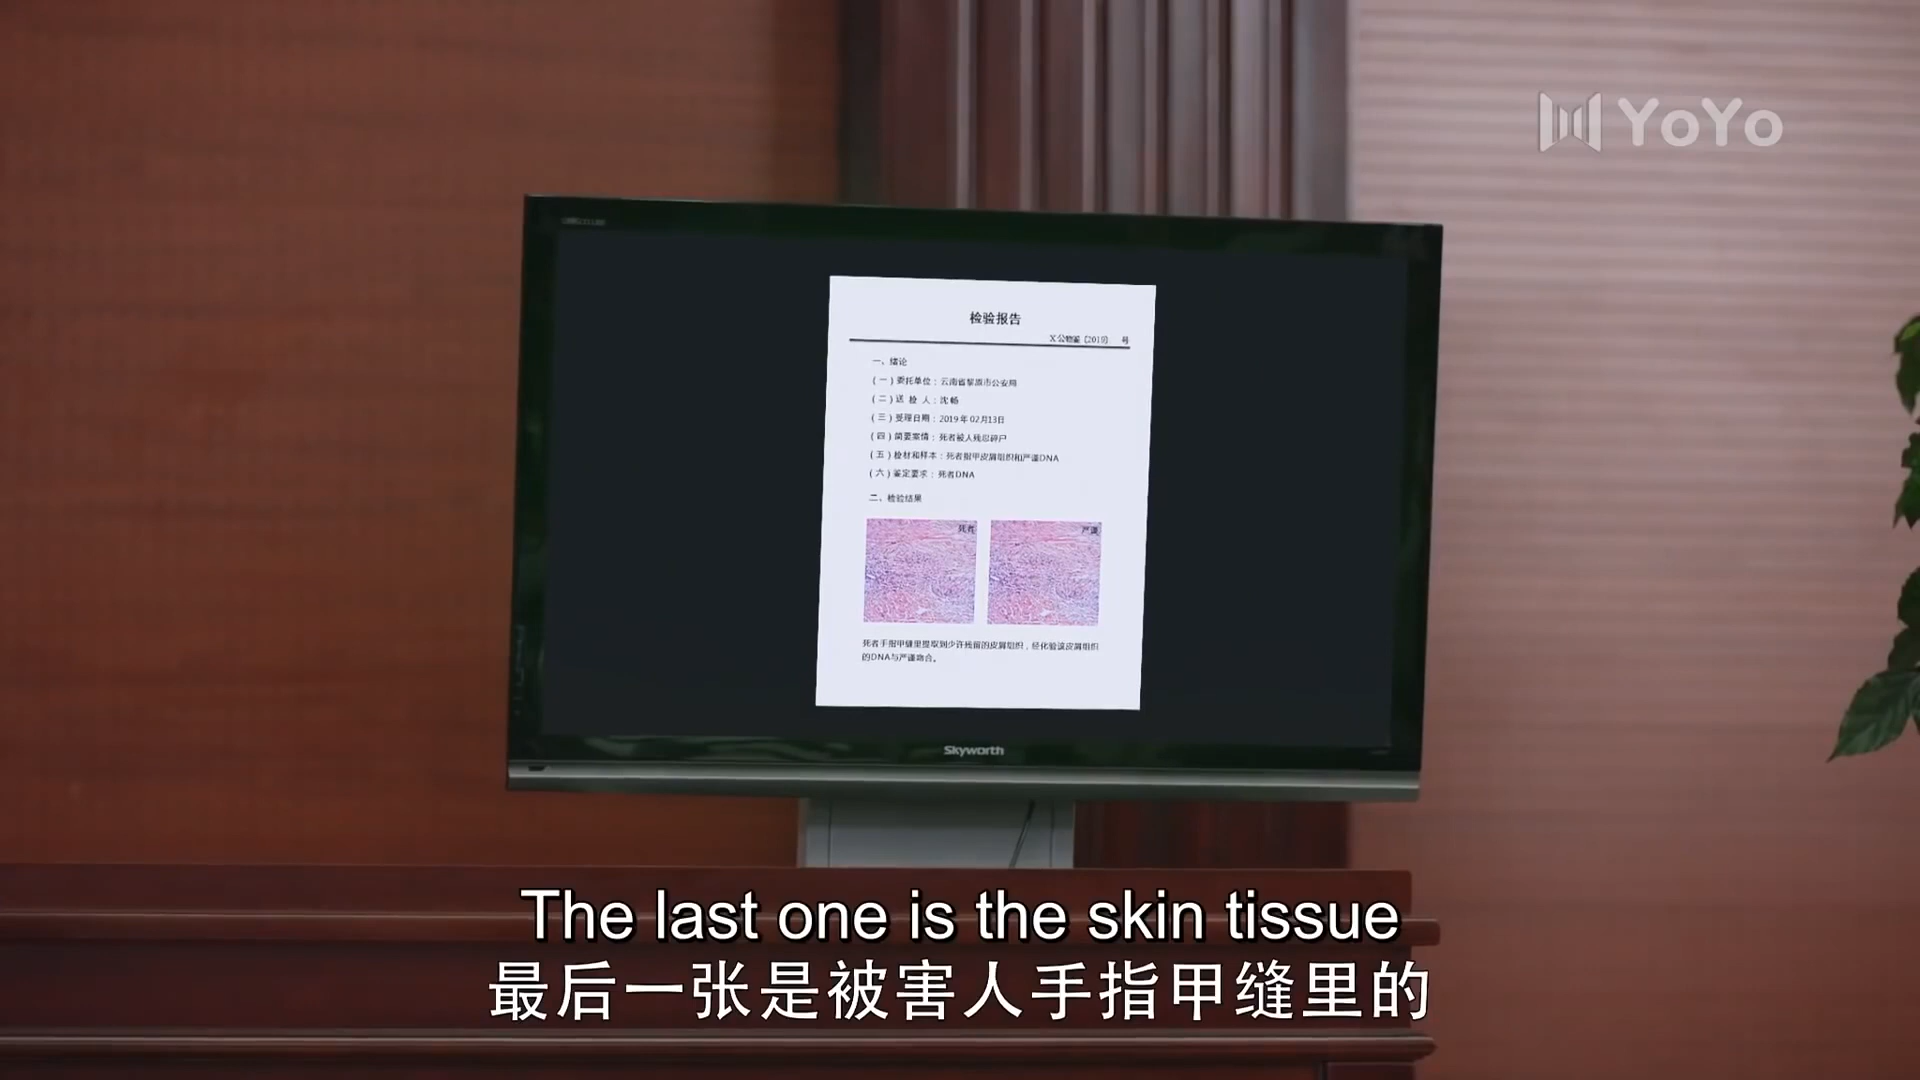 YoYo
检验报告
X公物鉴 [2019] 号
一、绪论
(一)委托单位:云南省黎原市公安局
(二)送 检 人:沈畅
(三)受理日期:2019年02月13日
(四)简要案情:死者被人残忍碎尸
(五)检材和样本:死者指甲皮屑组织和严谨DNA
(六)鉴定要求:死者DNA
二、检验结果
死者 严谨
死者手指甲缝里提取到少许残留的皮屑组织,经化验该皮屑组织
的DNA与严谨吻合。
Skyworth
The last one is the skin tissue
最后一张是被害人手指甲缝里的